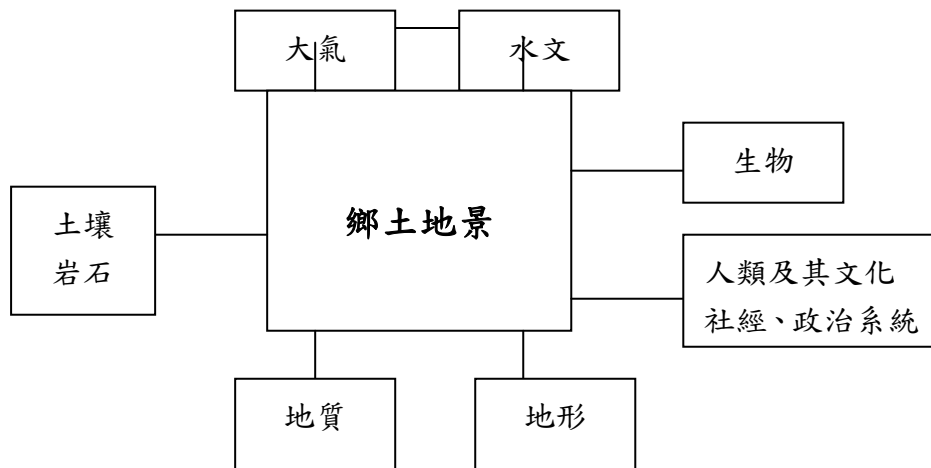 大氣
水文
生物
土壤
岩石
鄉土地景
人類及其文化
社經、政治系統
地質
地形